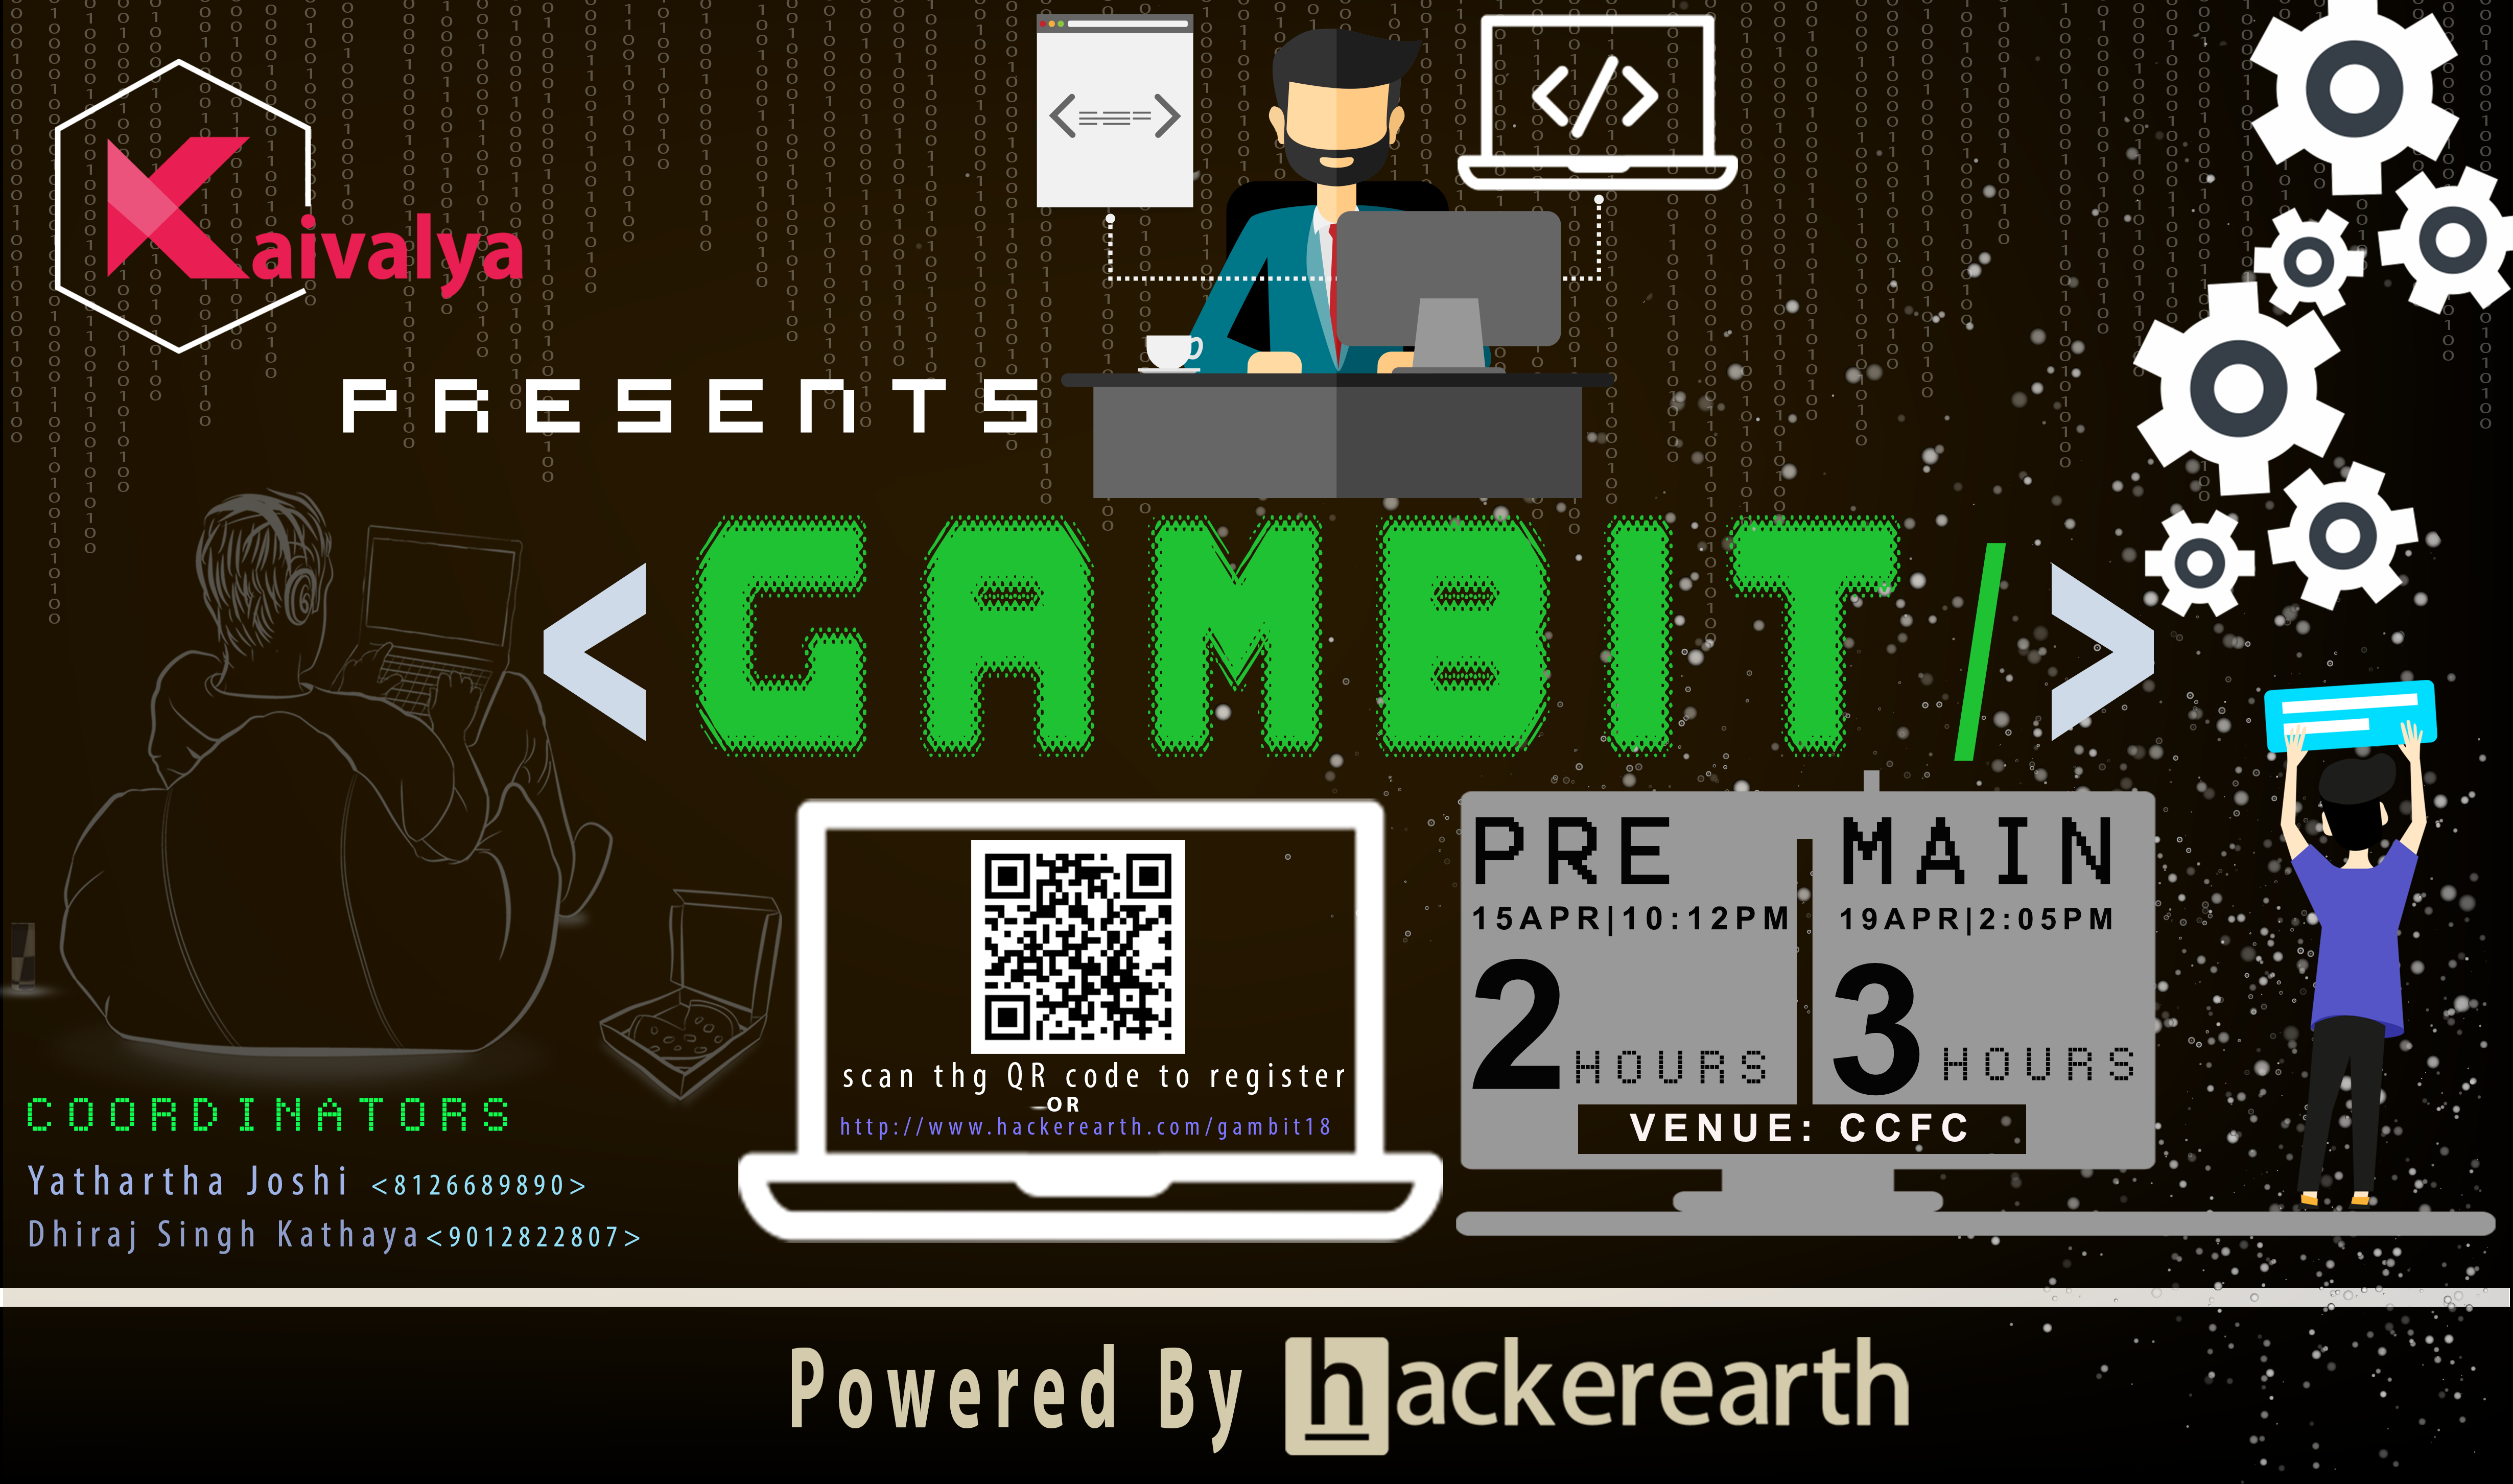 Kaivalya
PRESENTS
<GAMBIT/>
PRE
15APR|10:12PM
2 HOURS
MAIN
19APR|2:05PM
3 HOURS
VENUE: CCFC
scan thg QR code to register
OR
http://www.hackerearth.com/gambit18
COORDINATORS
Yathartha Joshi <8126689890>
Dhiraj Singh Kathaya<9012822807>
Powered By hackerearth